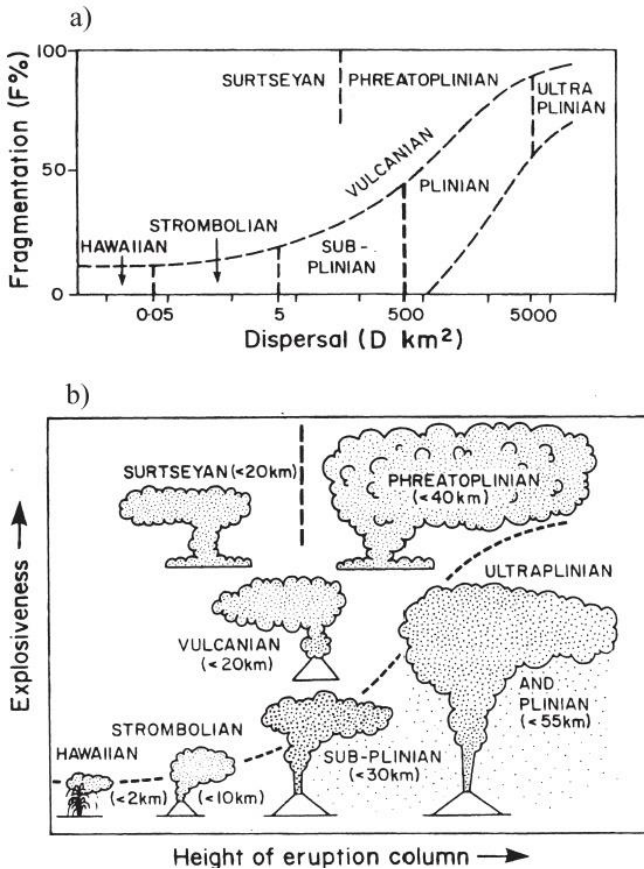 a)
Fragmentation (F%)
100
50
0
SURTSEYAN
PHREATOPLINIAN
ULTRA
PLINIAN
VULCANIAN
PLINIAN
STROMBOLIAN
HAWAIIAN
SUB-
PLINIAN
0·05
5
500
5000
Dispersal (D km²)
b)
Explosiveness
SURTSEYAN (<20km)
PHREATOPLINIAN
(<40km)
ULTRAPLINIAN
VULCANIAN
(<20km)
AND
PLINIAN
(<55km)
STROMBOLIAN
HAWAIIAN
SUB-PLINIAN
(<30km)
(<2km)
(<10km)
Height of eruption column